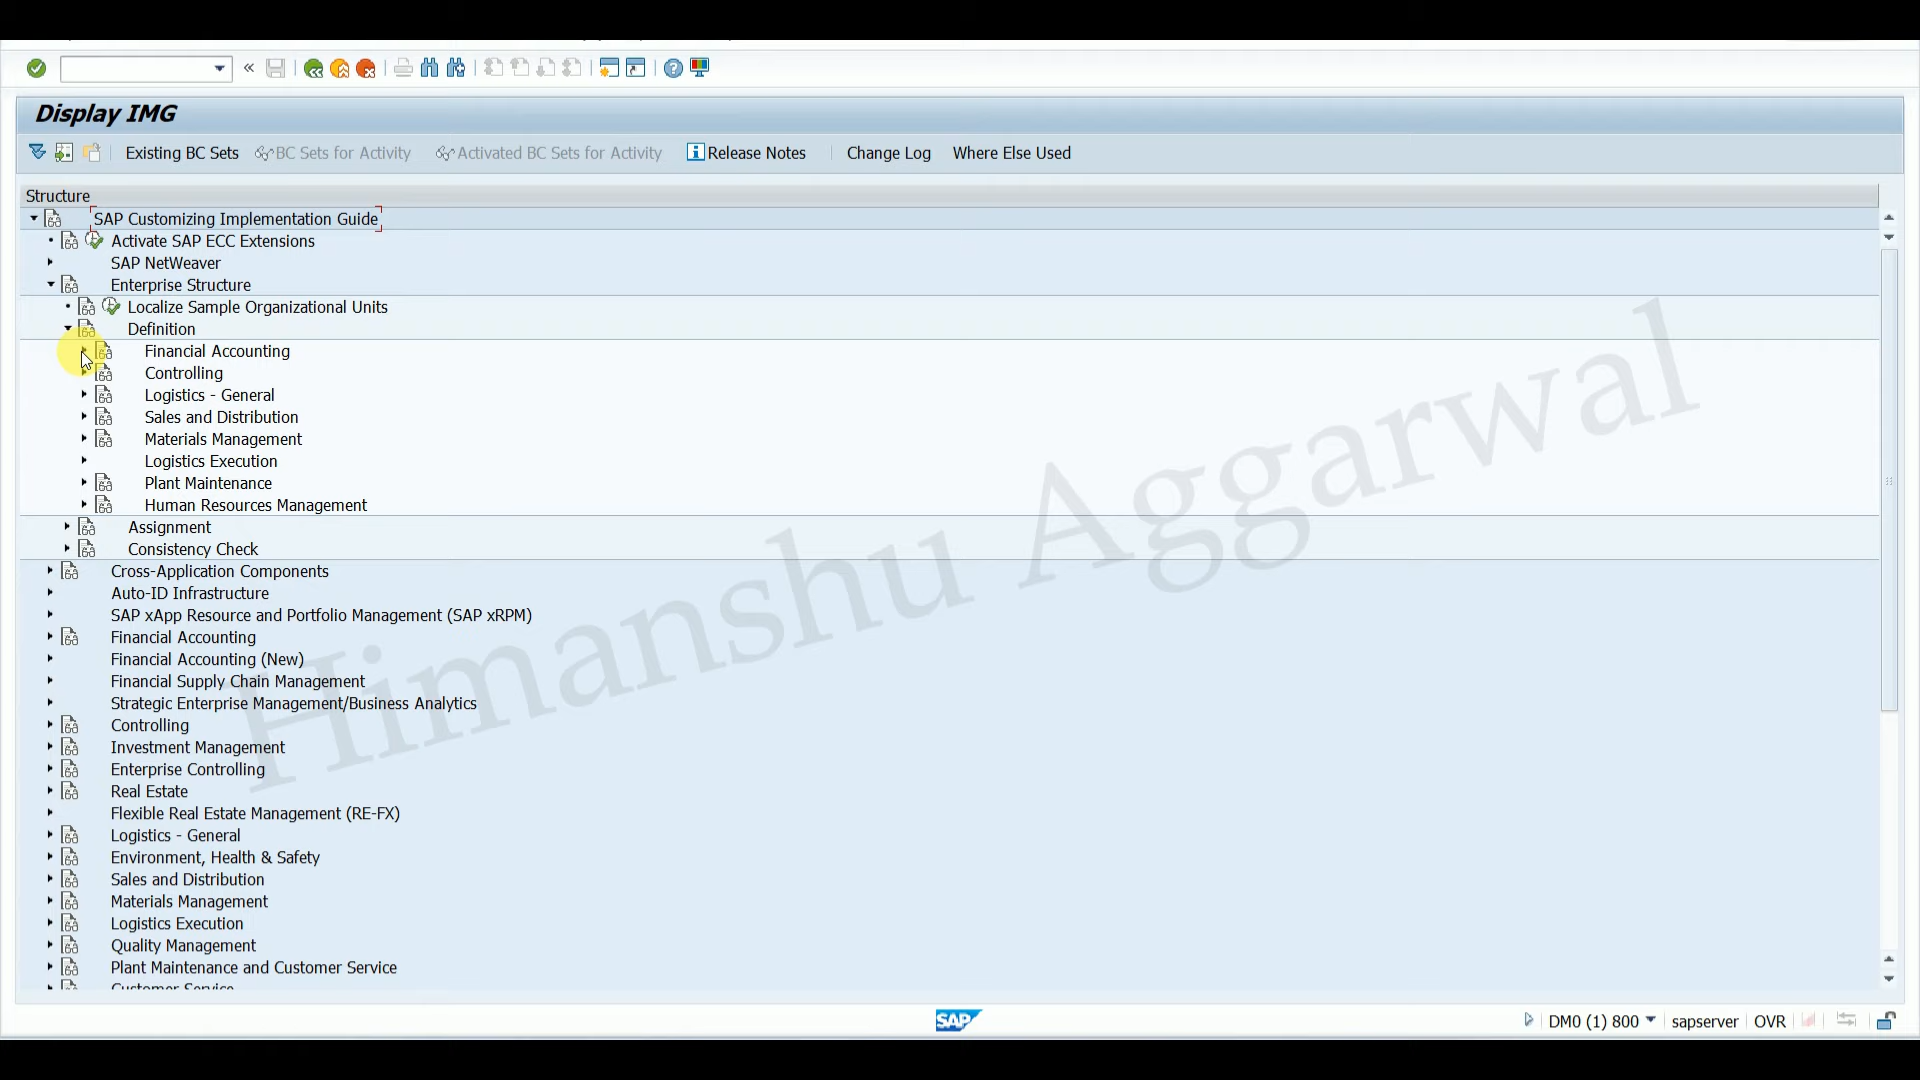 Display IMG
Existing BC Sets BC Sets for Activity Activated BC Sets for Activity Release Notes Change Log Where Else Used
Structure
SAP Customizing Implementation Guide
Activate SAP ECC Extensions
SAP NetWeaver
Enterprise Structure
Localize Sample Organizational Units
Definition
Financial Accounting
Controlling
Logistics - General
Sales and Distribution
Materials Management
Logistics Execution
Plant Maintenance
Human Resources Management
Assignment
Consistency Check
Cross-Application Components
Auto-ID Infrastructure
SAP xApp Resource and Portfolio Management (SAP xRPM)
Financial Accounting
Financial Accounting (New)
Financial Supply Chain Management
Strategic Enterprise Management/Business Analytics
Controlling
Investment Management
Enterprise Controlling
Real Estate
Flexible Real Estate Management (RE-FX)
Logistics - General
Environment, Health & Safety
Sales and Distribution
Materials Management
Logistics Execution
Quality Management
Plant Maintenance and Customer Service
Customer Service
Himanshu Aggarwal
SAP DM0 (1) 800 sapserver OVR